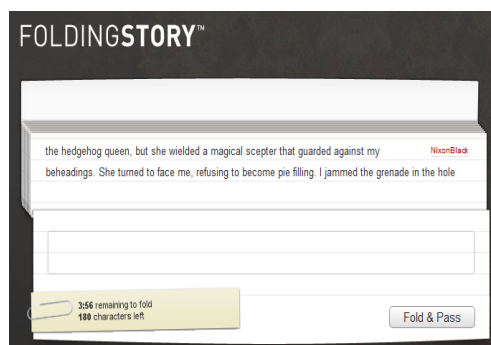 FOLDINGSTORY™
the hedgehog queen, but she wielded a magical scepter that guarded against my
NixonBlack
beheadings. She turned to face me, refusing to become pie filling. I jammed the grenade in the hole
3:56 remaining to fold
180 characters left
Fold & Pass